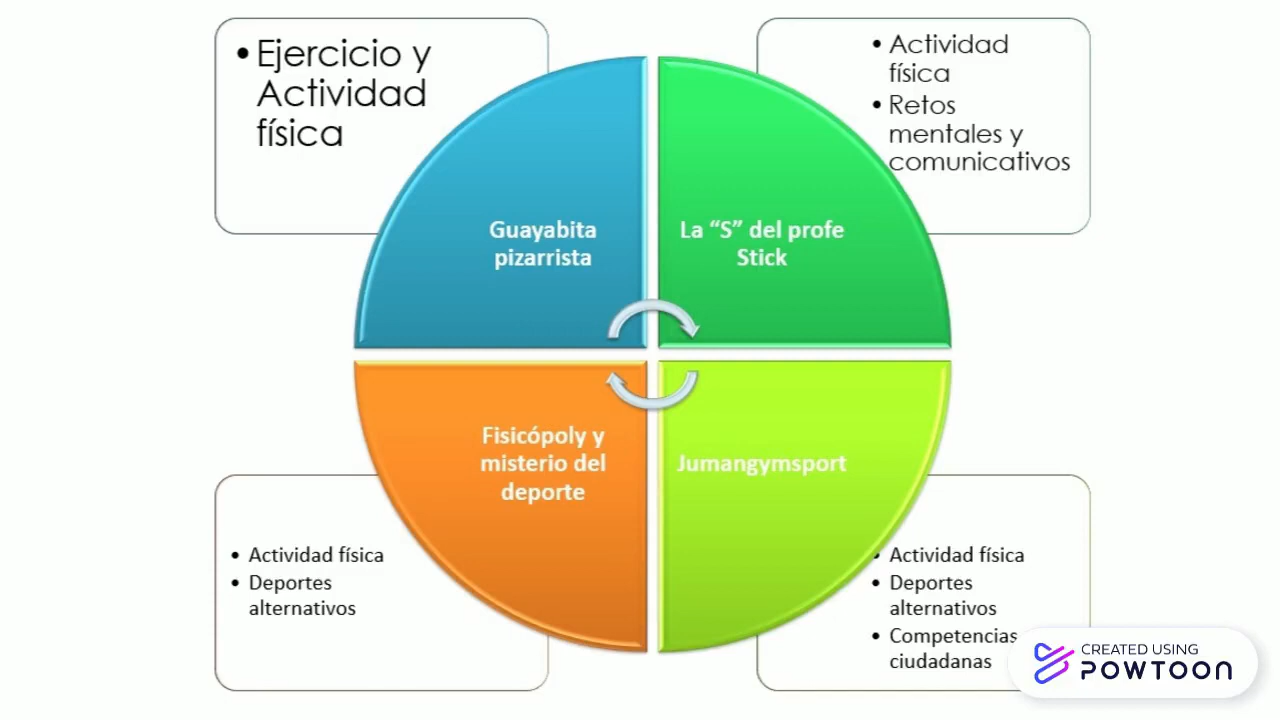 • Ejercicio y
Actividad
física
• Actividad
física
• Retos
mentales y
comunicativos
Guayabita
pizarrista
La “S” del profe
Stick
Fisicópoly y
misterio del
deporte
Jumangymsport
• Actividad física
• Deportes
alternativos
• Actividad física
• Deportes
alternativos
• Competencias
ciudadanas
CREATED USING
POWTOON